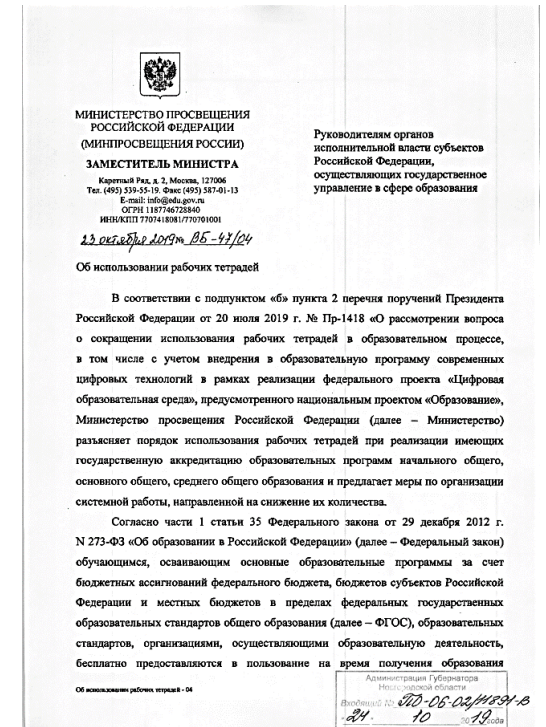 МИНИСТЕРСТВО ПРОСВЕЩЕНИЯ
РОССИЙСКОЙ ФЕДЕРАЦИИ
(МИНПРОСВЕЩЕНИЯ РОССИИ)
ЗАМЕСТИТЕЛЬ МИНИСТРА
Каретный Ряд, д. 2, Москва, 127006
Тел. (495) 539-55-19. Факс (495) 587-01-13
E-mail: info@edu.gov.ru
ОГРН 1187746728840
ИНН/КПП 7707418081/770701001
23 октября 2019 № ВБ-47/04
Руководителям органов
исполнительной власти субъектов
Российской Федерации,
осуществляющих государственное
управление в сфере образования
Об использовании рабочих тетрадей
В соответствии с подпунктом «б» пункта 2 перечня поручений Президента
Российской Федерации от 20 июля 2019 г. № Пр-1418 «О рассмотрении вопроса
о сокращении использования рабочих тетрадей в образовательном процессе,
в том числе с учетом внедрения в образовательную программу современных
цифровых технологий в рамках реализации федерального проекта «Цифровая
образовательная среда», предусмотренного национальным проектом «Образование»,
Министерство просвещения Российской Федерации (далее – Министерство)
разъясняет порядок использования рабочих тетрадей при реализации имеющих
государственную аккредитацию образовательных программ начального общего,
основного общего, среднего общего образования и предлагает меры по организации
системной работы, направленной на снижение их количества.
Согласно части 1 статьи 35 Федерального закона от 29 декабря 2012 г.
N 273-ФЗ «Об образовании в Российской Федерации» (далее – Федеральный закон)
обучающимся, осваивающим основные образовательные программы за счет
бюджетных ассигнований федерального бюджета, бюджетов субъектов Российской
Федерации и местных бюджетов в пределах федеральных государственных
образовательных стандартов общего образования (далее – ФГОС), образовательных
стандартов, организациями, осуществляющими образовательную деятельность,
бесплатно предоставляются в пользование на время получения образования
Об использовании рабочих тетрадей - 04
Администрация Губернатора
Новгородской области
Входящий № ПО-06-02/11891-В
24. 10 2019 года